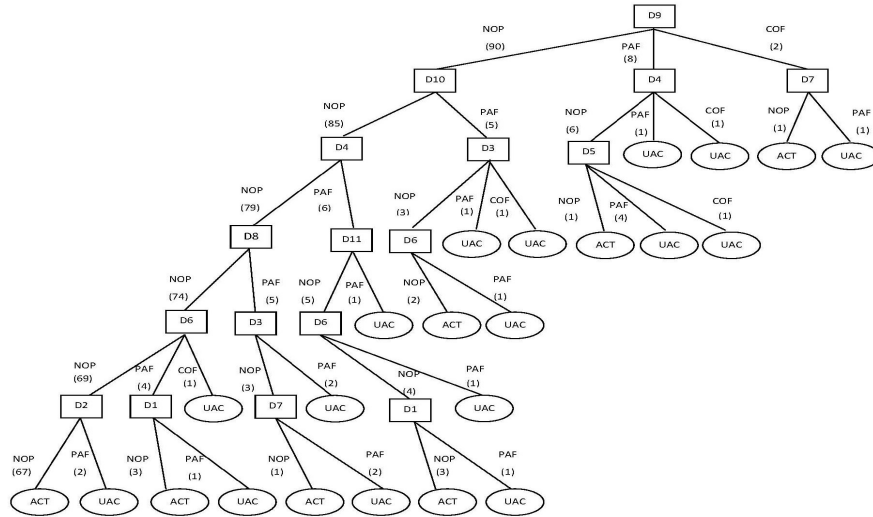 D9
NOP PAF COF
(90) (8) (2)
D10 D4 D7
NOP PAF NOP PAF COF NOP PAF
(85) (5) (6) (1) (1) (1) (1)
D4 D3 D5 UAC UAC ACT UAC
NOP PAF NOP PAF COF NOP PAF COF
(79) (6) (3) (1) (1) (1) (4) (1)
D8 D11 D6 UAC UAC ACT UAC UAC
NOP PAF NOP PAF NOP PAF
(74) (5) (5) (1) (2) (1)
D6 D3 D6 UAC ACT UAC
NOP PAF COF NOP PAF NOP PAF
(69) (4) (1) (3) (2) (4) (1)
D2 D1 UAC D7 UAC D1 UAC
NOP PAF NOP PAF NOP PAF NOP PAF
(67) (2) (3) (1) (1) (2) (3) (1)
ACT UAC ACT UAC ACT UAC ACT UAC